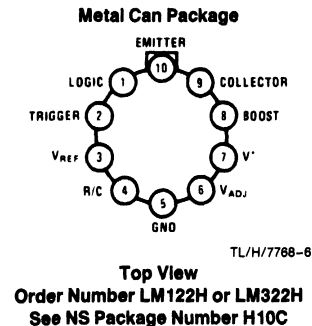 Metal Can Package
EMITTER
LOGIC 1 10 9 COLLECTOR
TRIGGER 2 8 BOOST
VREF 3 7 V+
R/C 4 5 6 VADJ
GND
TL/H/7768–6
Top View
Order Number LM122H or LM322H
See NS Package Number H10C